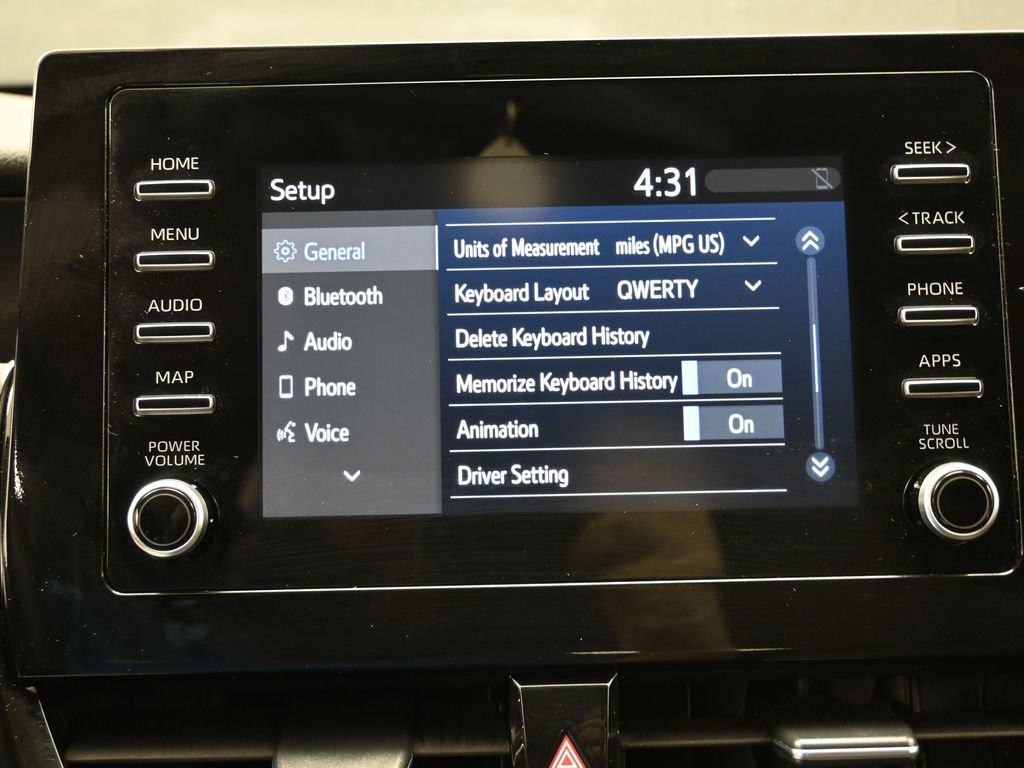 HOME
MENU
AUDIO
MAP
POWER
VOLUME
Setup
4:31
General
Bluetooth
Audio
Phone
Voice
Units of Measurement miles (MPG US)
Keyboard Layout QWERTY
Delete Keyboard History
Memorize Keyboard History On
Animation On
Driver Setting
SEEK >
< TRACK
PHONE
APPS
TUNE
SCROLL